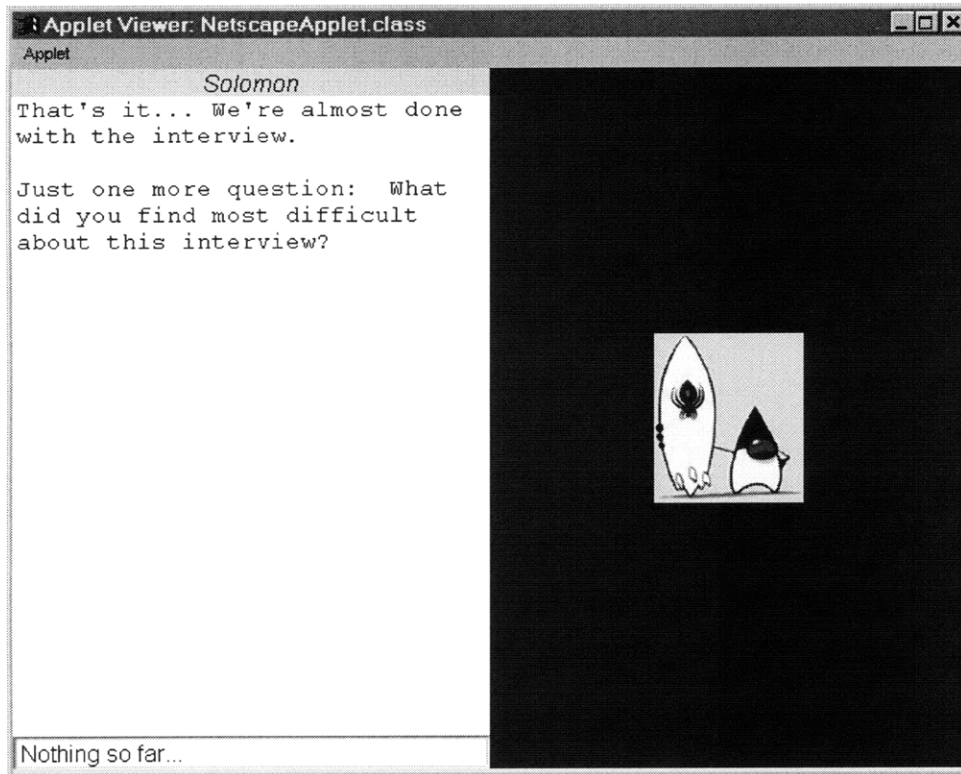 Applet Viewer: NetscapeApplet.class
Applet
Solomon
That's it... We're almost done
with the interview.
Just one more question:  What
did you find most difficult
about this interview?
Nothing so far...